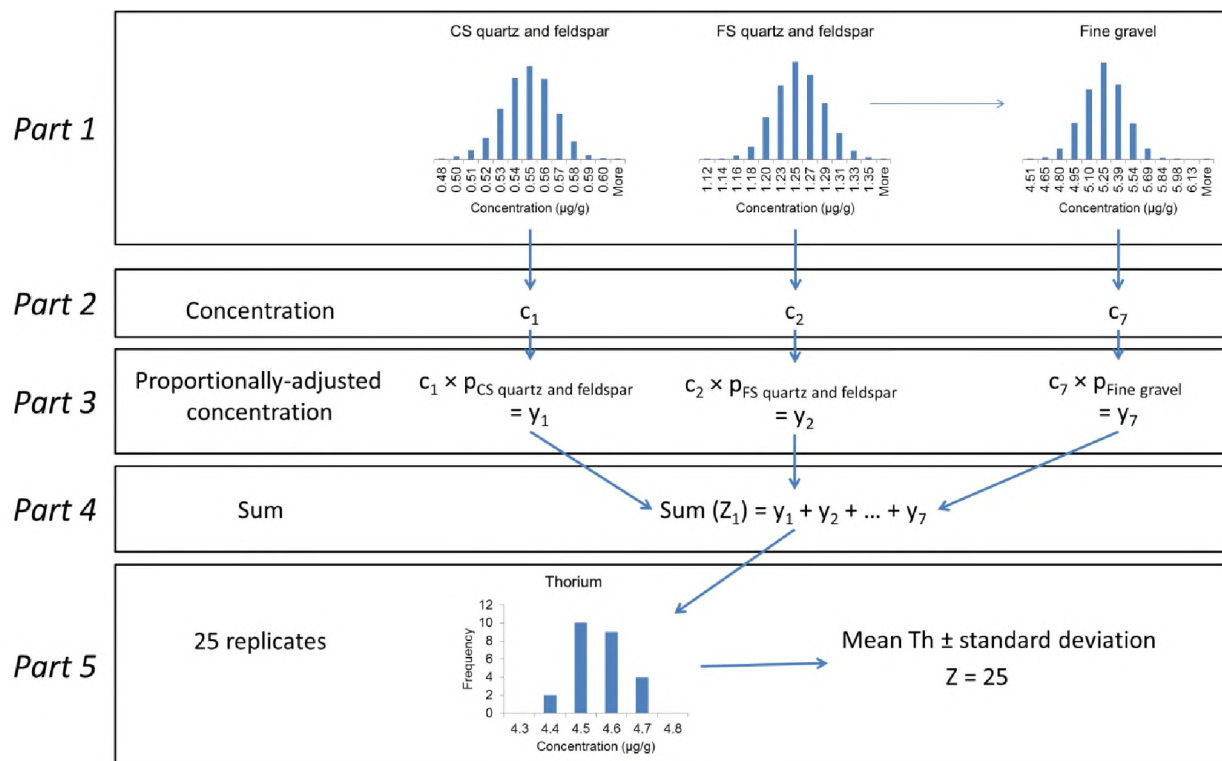 Part 1
CS quartz and feldspar
0.48 0.50 0.51 0.52 0.53 0.54 0.55 0.56 0.57 0.58 0.59 0.60 More
Concentration (µg/g)
FS quartz and feldspar
1.12 1.14 1.16 1.18 1.20 1.23 1.25 1.27 1.29 1.31 1.33 1.35 More
Concentration (µg/g)
Fine gravel
4.51 4.65 4.80 4.95 5.10 5.25 5.39 5.54 5.69 5.84 5.98 6.13 More
Concentration (µg/g)
Part 2
Concentration
c1
c2
c7
Part 3
Proportionally-adjusted
concentration
c1 × pCS quartz and feldspar
= y1
c2 × pFS quartz and feldspar
= y2
c7 × pFine gravel
= y7
Part 4
Sum
Sum (Z1) = y1 + y2 + ... + y7
Part 5
25 replicates
Thorium
Frequency
12
10
8
6
4
2
0
4.3 4.4 4.5 4.6 4.7 4.8
Concentration (µg/g)
Mean Th ± standard deviation
Z = 25